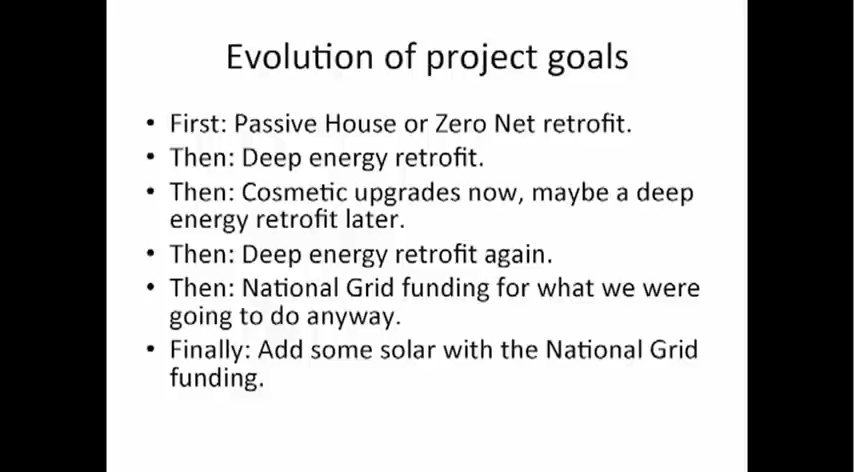 Evolution of project goals
• First: Passive House or Zero Net retrofit.
• Then: Deep energy retrofit.
• Then: Cosmetic upgrades now, maybe a deep
energy retrofit later.
• Then: Deep energy retrofit again.
• Then: National Grid funding for what we were
going to do anyway.
• Finally: Add some solar with the National Grid
funding.